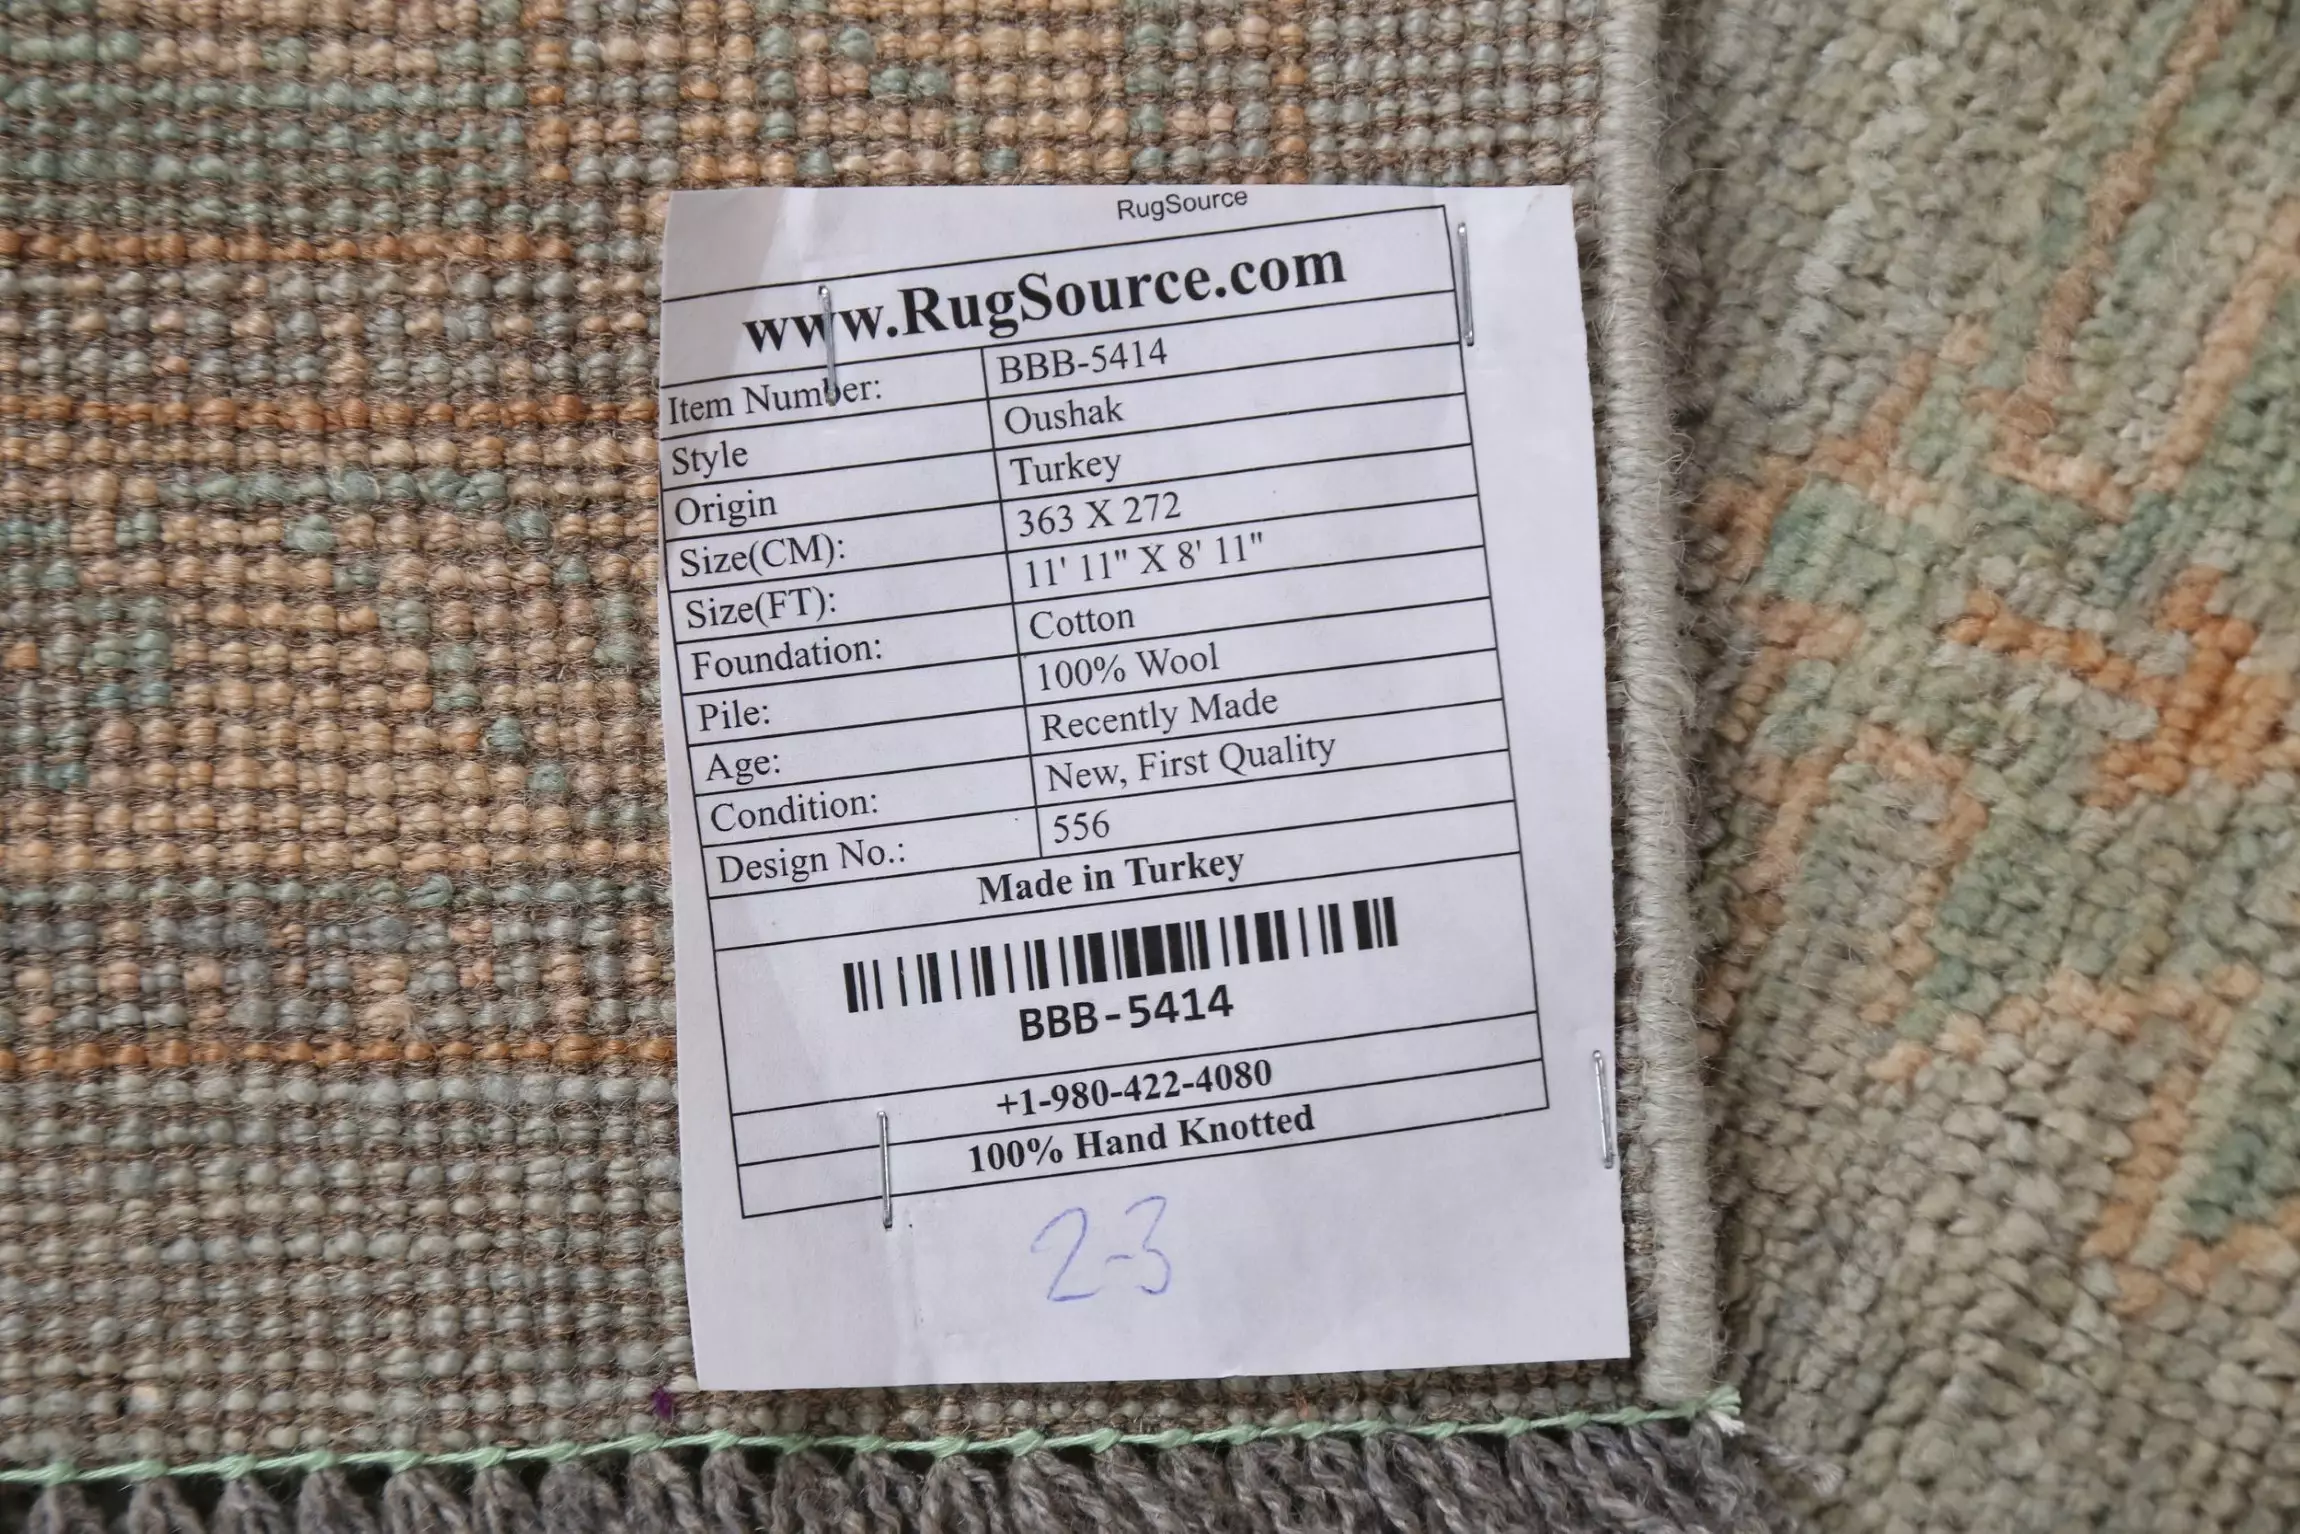 RugSource
www.RugSource.com
Item Number: BBB-5414
Style Oushak
Origin Turkey
Size(CM): 363 X 272
Size(FT): 11' 11" X 8' 11"
Foundation: Cotton
Pile: 100% Wool
Age: Recently Made
Condition: New, First Quality
Design No.: 556
Made in Turkey
BBB-5414
+1-980-422-4080
100% Hand Knotted
2-3